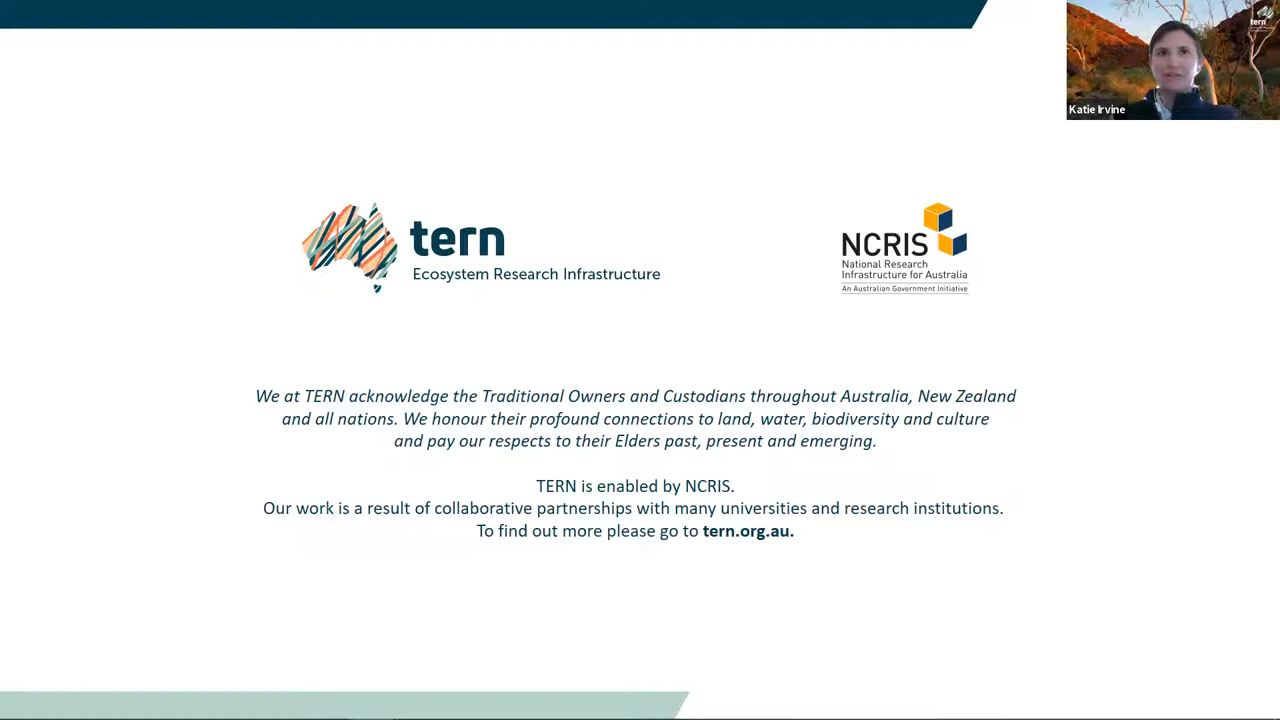 tern
Katie Irvine
tern
Ecosystem Research Infrastructure
NCRIS
National Research
Infrastructure for Australia
An Australian Government Initiative
We at TERN acknowledge the Traditional Owners and Custodians throughout Australia, New Zealand
and all nations. We honour their profound connections to land, water, biodiversity and culture
and pay our respects to their Elders past, present and emerging.
TERN is enabled by NCRIS.
Our work is a result of collaborative partnerships with many universities and research institutions.
To find out more please go to tern.org.au.